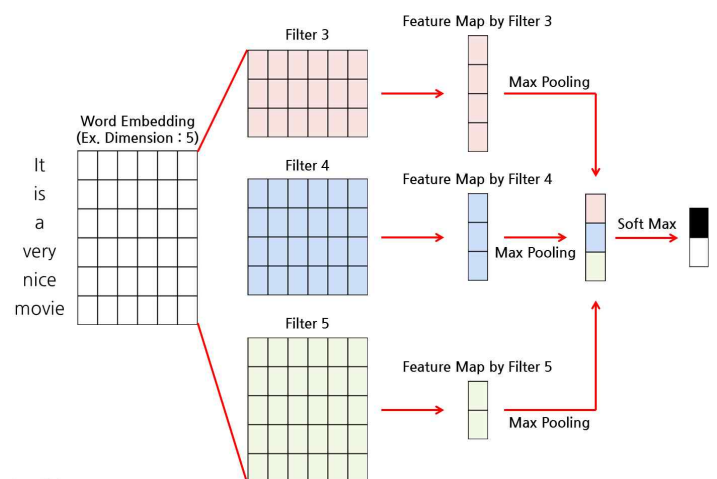 Filter 3
Feature Map by Filter 3
Max Pooling
Word Embedding
(Ex. Dimension : 5)
It
is
a
very
nice
movie
Filter 4
Feature Map by Filter 4
Max Pooling
Soft Max
Filter 5
Feature Map by Filter 5
Max Pooling